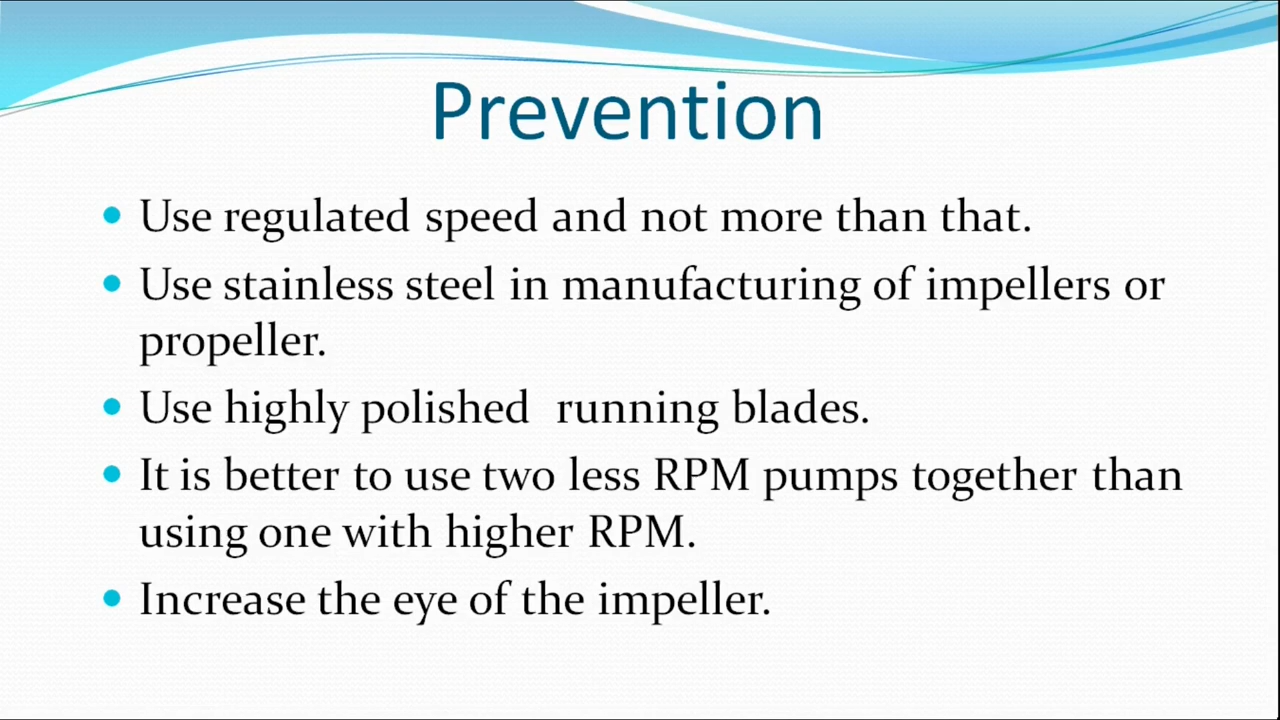 Prevention
• Use regulated speed and not more than that.
• Use stainless steel in manufacturing of impellers or
propeller.
• Use highly polished  running blades.
• It is better to use two less RPM pumps together than
using one with higher RPM.
• Increase the eye of the impeller.